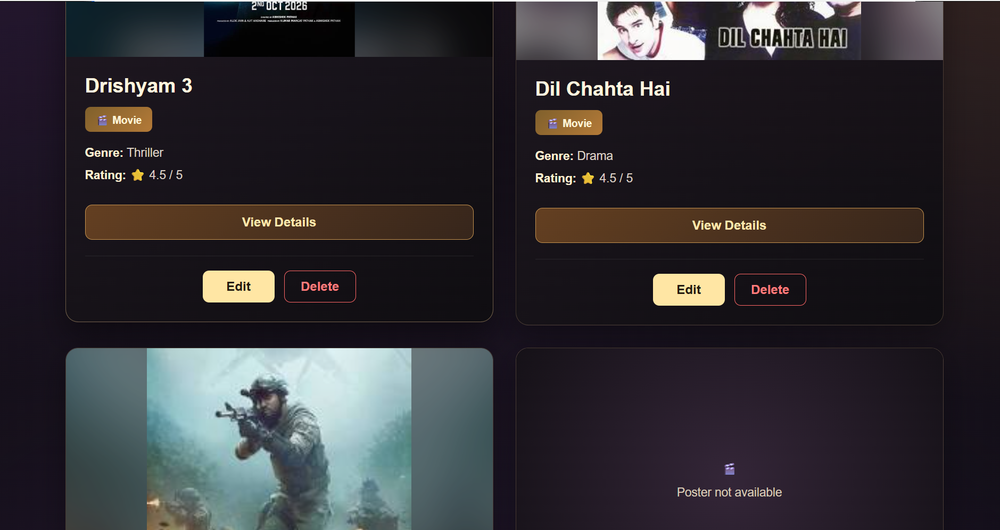 2ND OCT 2026
DIRECTED BY ABHISHEK PATHAK
PRODUCED BY ALOK JAIN & AJIT ANDHARE PRODUCED BY KUMAR MANGAT PATHAK & ABHISHEK PATHAK
Drishyam 3
Movie
Genre: Thriller
Rating: 4.5 / 5
View Details
Edit
Delete
DIL CHAHTA HAI
Dil Chahta Hai
Movie
Genre: Drama
Rating: 4.5 / 5
View Details
Edit
Delete
Poster not available